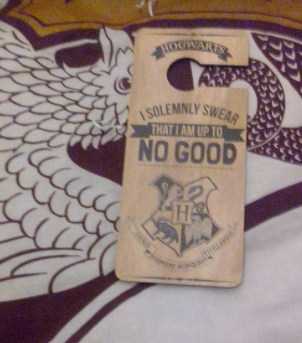 HOGWARTS
I SOLEMNLY SWEAR
THAT I AM UP TO
NO GOOD
H